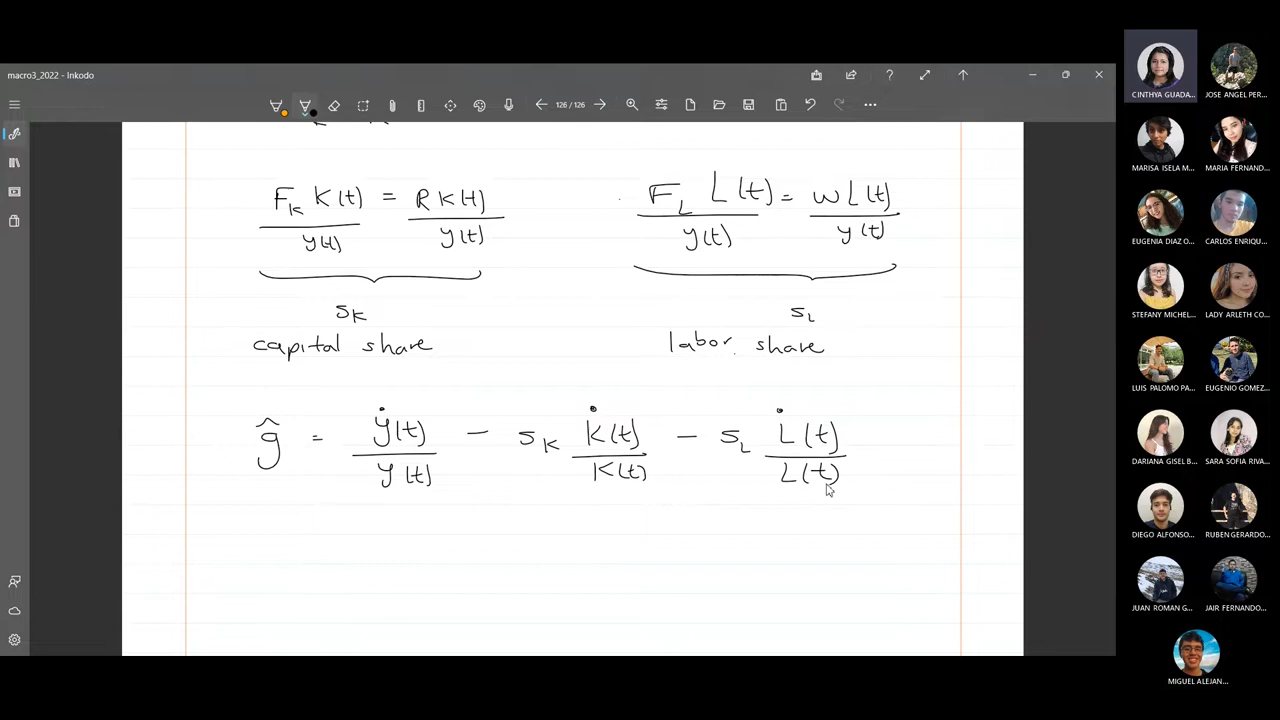 macro3_2022 - Inkodo
126 / 126
F_K K(t) / y(t) = R K(t) / y(t)
s_K
capital share
F_L L(t) / y(t) = w L(t) / y(t)
s_L
labor share
ĝ = ẏ(t) / y(t) - s_K K̇(t) / K(t) - s_L L̇(t) / L(t)
CINTHYA GUADA...
JOSE ANGEL PER...
MARISA ISELA M...
MARIA FERNAND...
EUGENIA DIAZ O...
CARLOS ENRIQU...
STEFANY MICHEL...
LADY ARLETH CO...
LUIS PALOMO PA...
EUGENIO GOMEZ...
DARIANA GISEL B...
SARA SOFIA RIVA...
DIEGO ALFONSO...
RUBEN GERARDO...
JUAN ROMAN G...
JAIR FERNANDO...
MIGUEL ALEJAN...